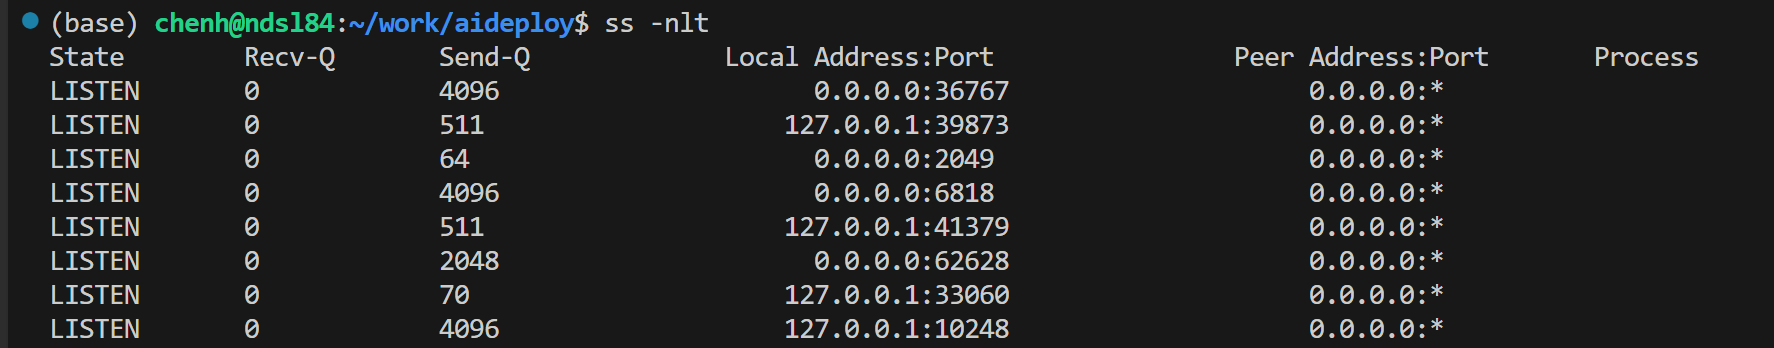 (base) chenh@ndsl84:~/work/aideploy$ ss -nlt
State Recv-Q Send-Q Local Address:Port Peer Address:Port Process
LISTEN 0 4096 0.0.0.0:36767 0.0.0.0:*
LISTEN 0 511 127.0.0.1:39873 0.0.0.0:*
LISTEN 0 64 0.0.0.0:2049 0.0.0.0:*
LISTEN 0 4096 0.0.0.0:6818 0.0.0.0:*
LISTEN 0 511 127.0.0.1:41379 0.0.0.0:*
LISTEN 0 2048 0.0.0.0:62628 0.0.0.0:*
LISTEN 0 70 127.0.0.1:33060 0.0.0.0:*
LISTEN 0 4096 127.0.0.1:10248 0.0.0.0:*